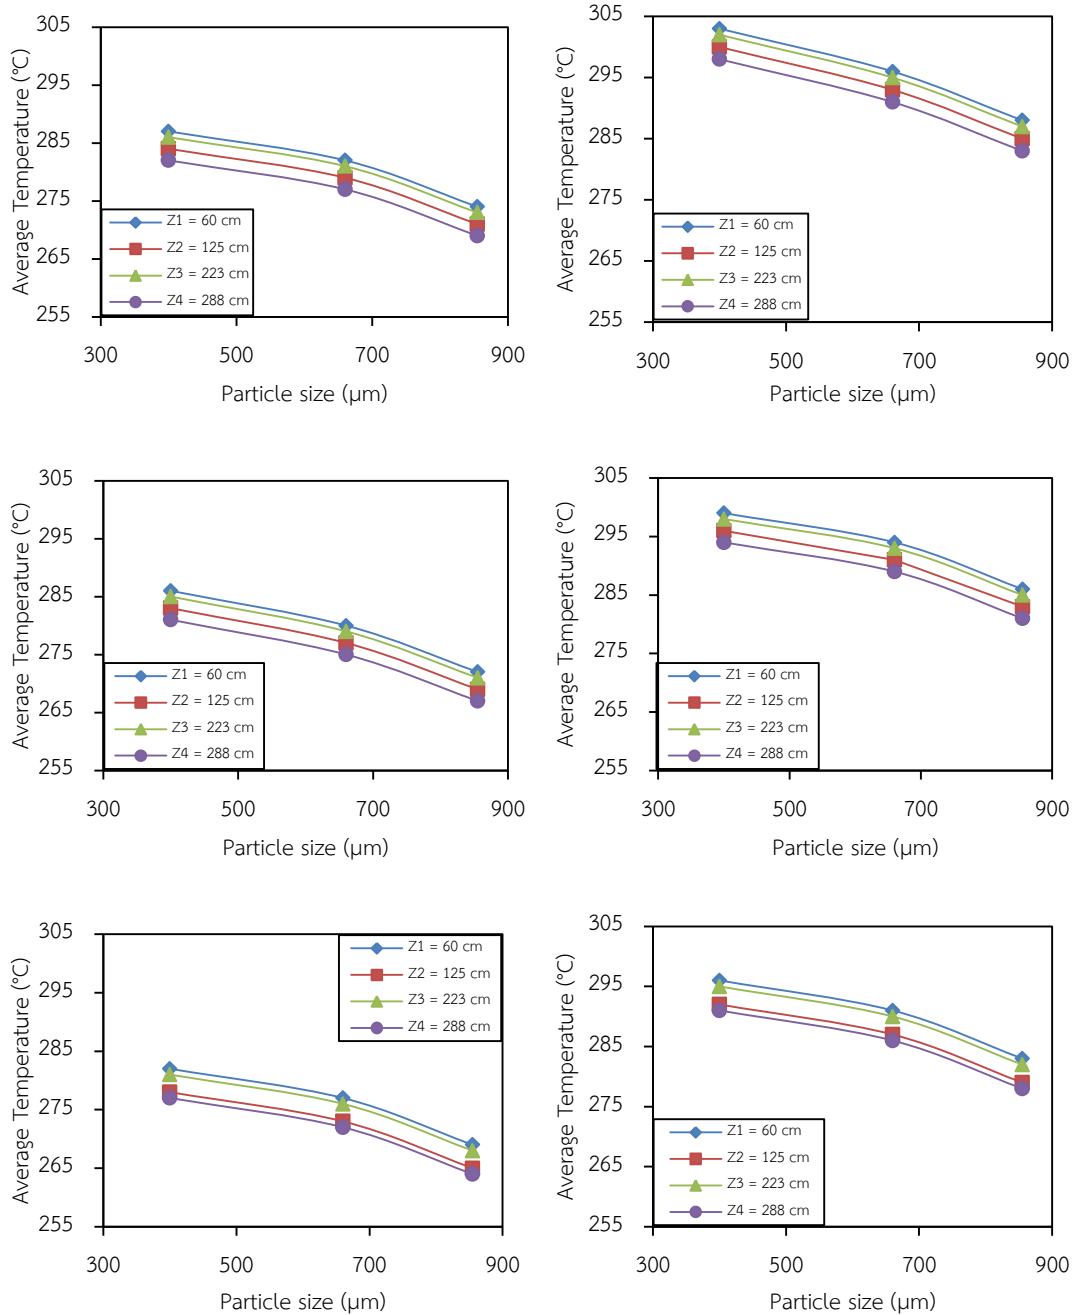 305
295
285
275
265
255
300
500
700
900
Average Temperature (°C)
Particle size (µm)
Z1 = 60 cm
Z2 = 125 cm
Z3 = 223 cm
Z4 = 288 cm
305
295
285
275
265
255
300
500
700
900
Average Temperature (°C)
Particle size (µm)
Z1 = 60 cm
Z2 = 125 cm
Z3 = 223 cm
Z4 = 288 cm
305
295
285
275
265
255
300
500
700
900
Average Temperature (°C)
Particle size (µm)
Z1 = 60 cm
Z2 = 125 cm
Z3 = 223 cm
Z4 = 288 cm
305
295
285
275
265
255
300
500
700
900
Average Temperature (°C)
Particle size (µm)
Z1 = 60 cm
Z2 = 125 cm
Z3 = 223 cm
Z4 = 288 cm
305
295
285
275
265
255
300
500
700
900
Average Temperature (°C)
Particle size (µm)
Z1 = 60 cm
Z2 = 125 cm
Z3 = 223 cm
Z4 = 288 cm
305
295
285
275
265
255
300
500
700
900
Average Temperature (°C)
Particle size (µm)
Z1 = 60 cm
Z2 = 125 cm
Z3 = 223 cm
Z4 = 288 cm